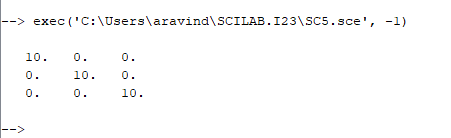 --> exec('C:\Users\aravind\SCILAB.I23\SC5.sce', -1)
10. 0. 0.
0. 10. 0.
0. 0. 10.
-->